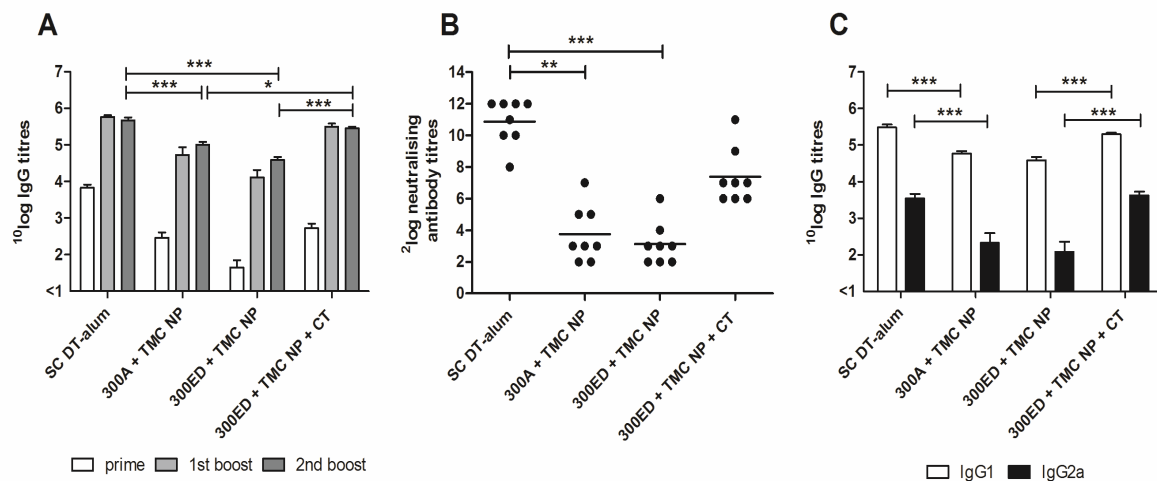 A
B
C
***
***
*
***
***
**
***
***
***
***
¹⁰log IgG titres
7
6
5
4
3
2
<1
²log neutralising
antibody titres
14
12
10
8
6
4
2
0
¹⁰log IgG titres
7
6
5
4
3
2
<1
SC DT-alum
300A + TMC NP
300ED + TMC NP
300ED + TMC NP + CT
SC DT-alum
300A + TMC NP
300ED + TMC NP
300ED + TMC NP + CT
SC DT-alum
300A + TMC NP
300ED + TMC NP
300ED + TMC NP + CT
prime 1st boost 2nd boost
IgG1 IgG2a